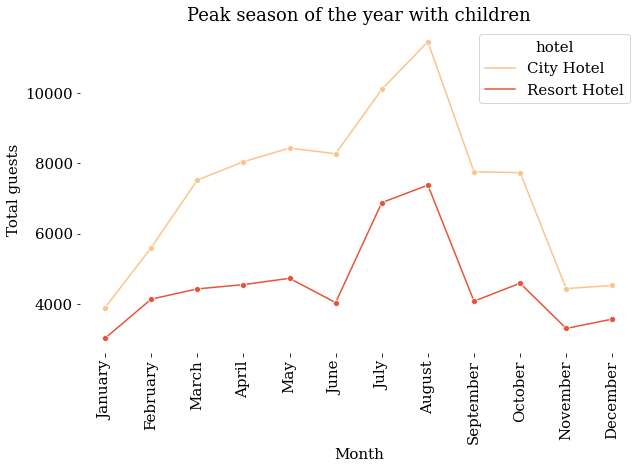 Peak season of the year with children
hotel
City Hotel
Resort Hotel
Total guests
10000
8000
6000
4000
January
February
March
April
May
June
July
August
September
October
November
December
Month